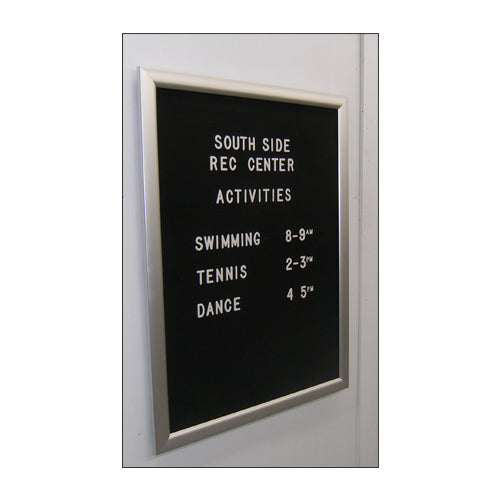 SOUTH SIDE
REC CENTER
ACTIVITIES
SWIMMING 8-9AM
TENNIS 2-3PM
DANCE 4 5PM